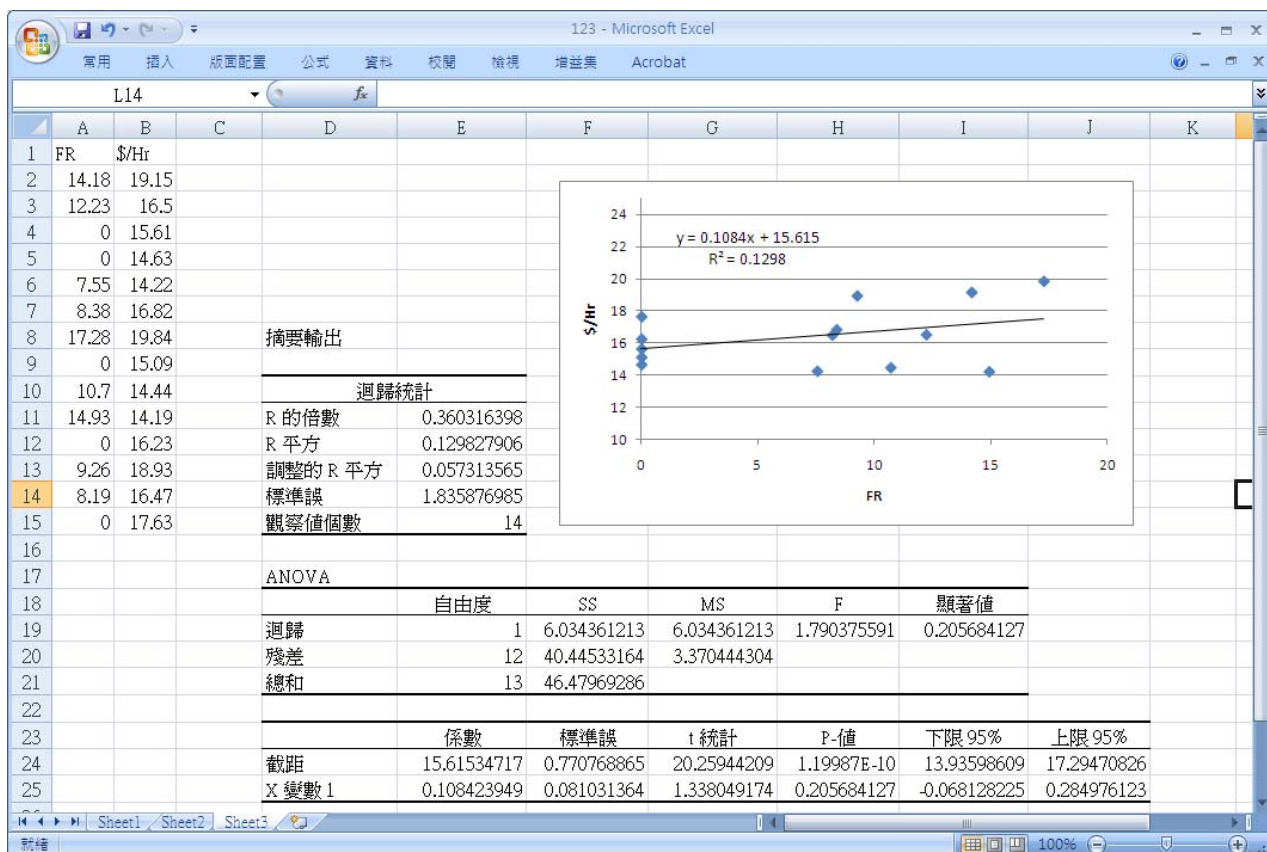 123 - Microsoft Excel
常用 插入 版面配置 公式 資料 校閱 檢視 增益集 Acrobat
L14 fx
A B C D E F G H I J K
1 FR $/Hr
2 14.18 19.15
3 12.23 16.5
4 0 15.61
5 0 14.63
6 7.55 14.22
7 8.38 16.82
8 17.28 19.84 摘要輸出
9 0 15.09
10 10.7 14.44 迴歸統計
11 14.93 14.19 R 的倍數 0.360316398
12 0 16.23 R 平方 0.129827906
13 9.26 18.93 調整的 R 平方 0.057313565
14 8.19 16.47 標準誤 1.835876985
15 0 17.63 觀察值個數 14
24
22
20
18
16
14
12
10
$/Hr
y = 0.1084x + 15.615
R² = 0.1298
0 5 10 15 20
FR
16
17 ANOVA
18 自由度 SS MS F 顯著值
19 迴歸 1 6.034361213 6.034361213 1.790375591 0.205684127
20 殘差 12 40.44533164 3.370444304
21 總和 13 46.47969286
22
23 係數 標準誤 t 統計 P-值 下限 95% 上限 95%
24 截距 15.61534717 0.770768865 20.25944209 1.19987E-10 13.93598609 17.29470826
25 X 變數 1 0.108423949 0.081031364 1.338049174 0.205684127 -0.068128225 0.284976123
Sheet1 Sheet2 Sheet3
就緒 100%